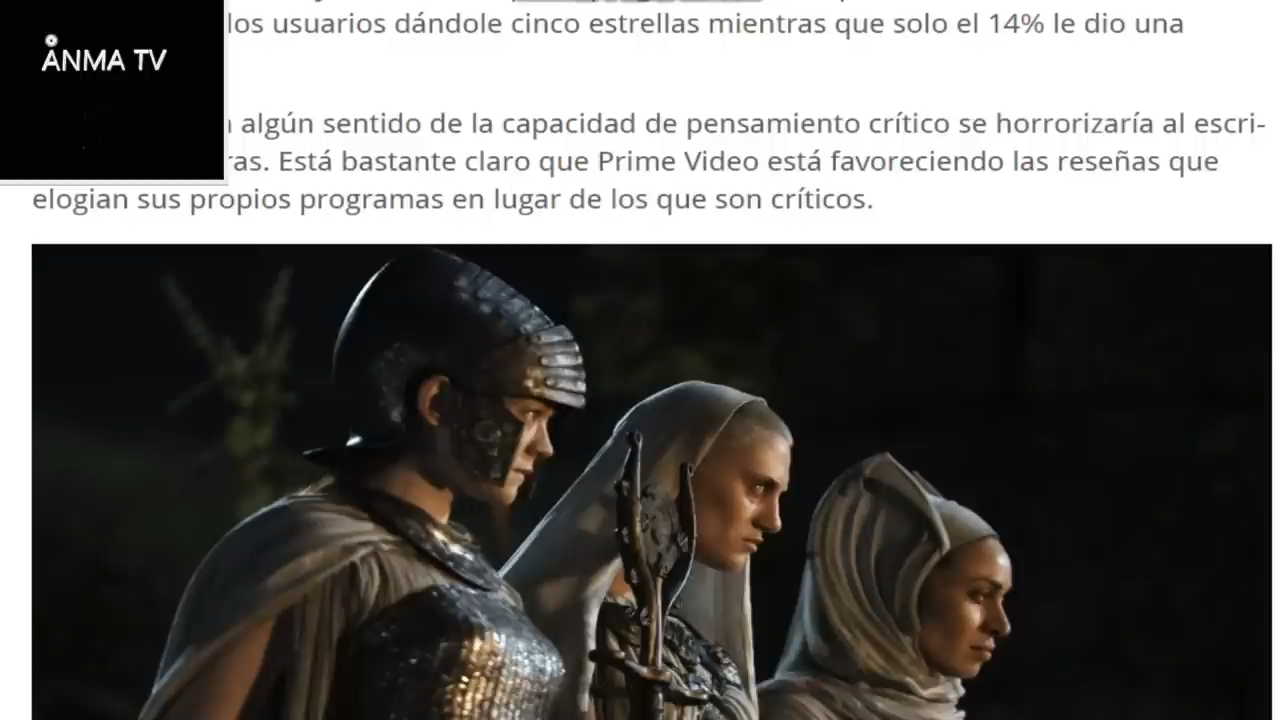 ANMA TV
los usuarios dándole cinco estrellas mientras que solo el 14% le dio una
algún sentido de la capacidad de pensamiento crítico se horrorizaría al escri-
ras. Está bastante claro que Prime Video está favoreciendo las reseñas que
elogian sus propios programas en lugar de los que son críticos.